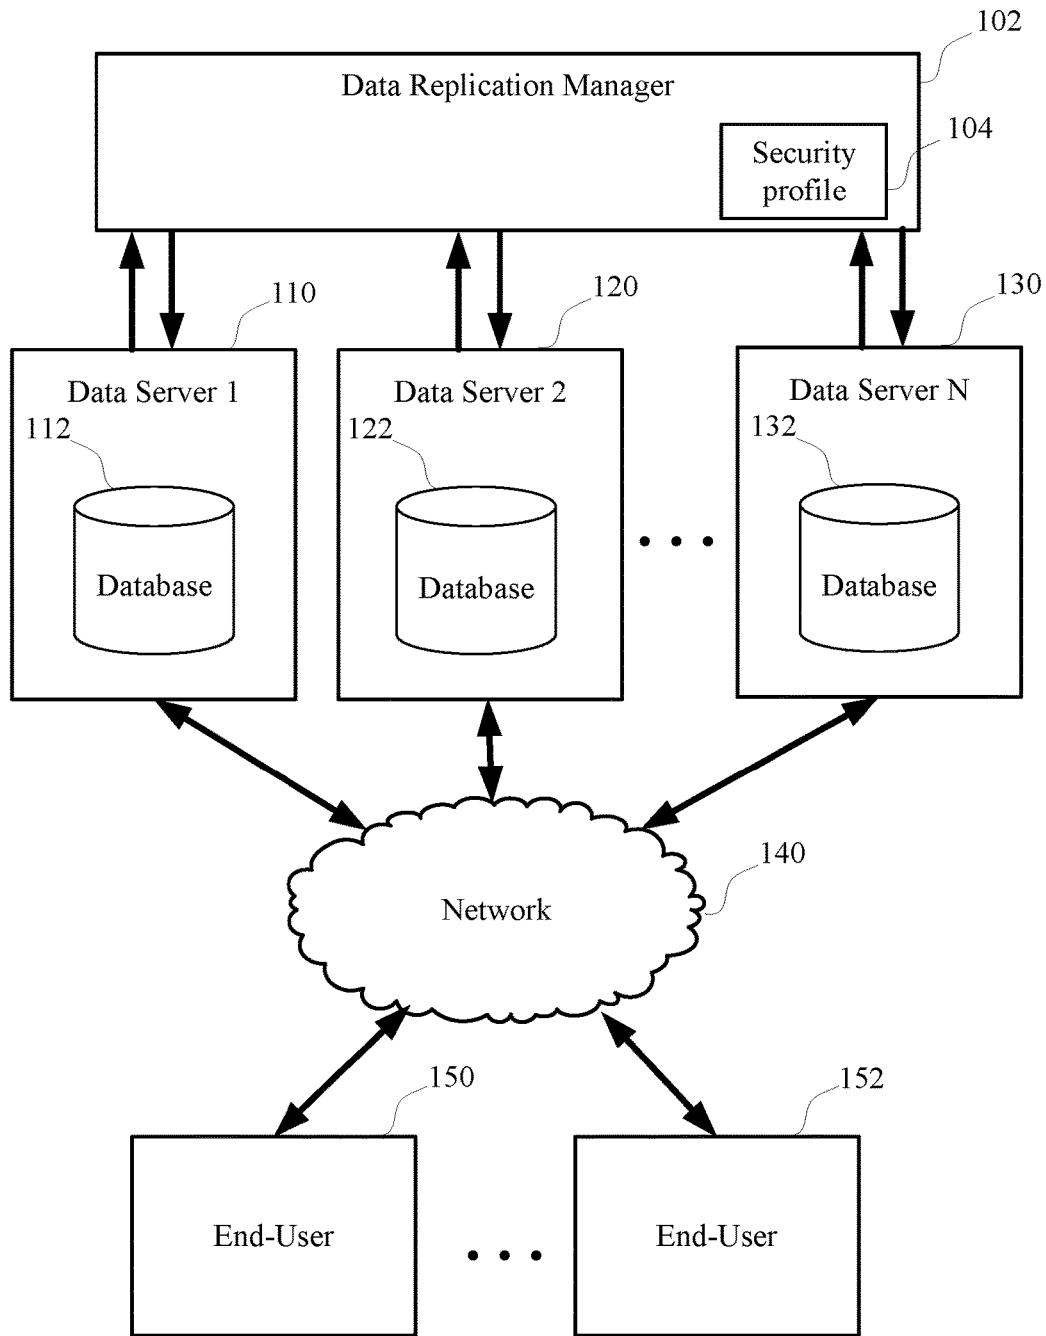 102
Data Replication Manager
104
Security
profile
110
120
130
Data Server 1
Data Server 2
Data Server N
112
122
132
Database
Database
Database
140
Network
150
152
End-User
End-User